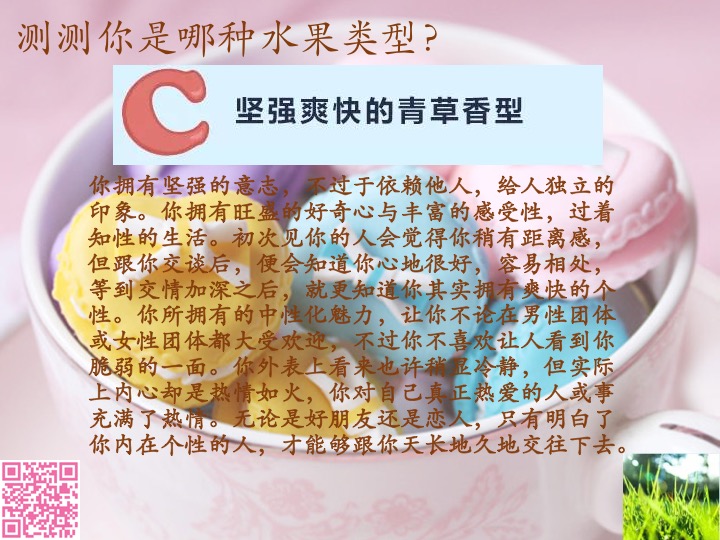 测测你是哪种水果类型？
C 坚强爽快的青草香型
你拥有坚强的意志，不过于依赖他人，给人独立的
印象。你拥有旺盛的好奇心与丰富的感受性，过着
知性的生活。初次见你的人会觉得你稍有距离感，
但跟你交谈后，便会知道你心地很好，容易相处，
等到交情加深之后，就更知道你其实拥有爽快的个
性。你所拥有的中性化魅力，让你不论在男性团体
或女性团体都大受欢迎，不过你不喜欢让人看到你
脆弱的一面。你外表上看来也许稍显冷静，但实际
上内心却是热情如火，你对自己真正热爱的人或事
充满了热情。无论是好朋友还是恋人，只有明白了
你内在个性的人，才能够跟你天长地久地交往下去。